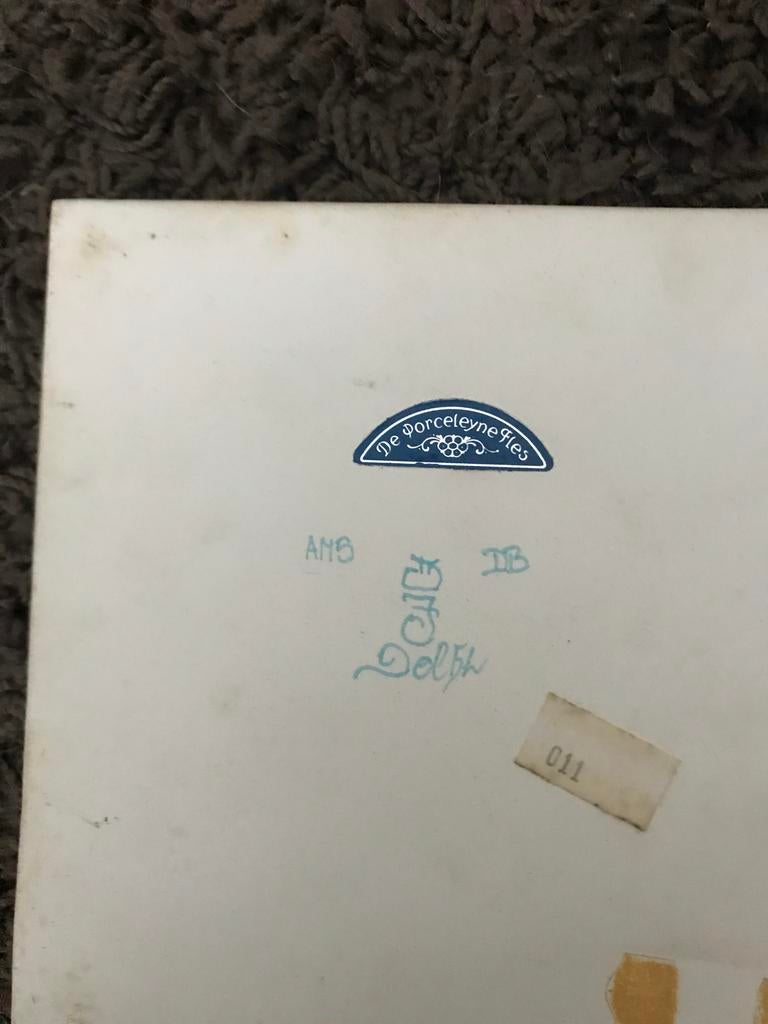 De Porceleyne Fles
AMS DB
Delft
011